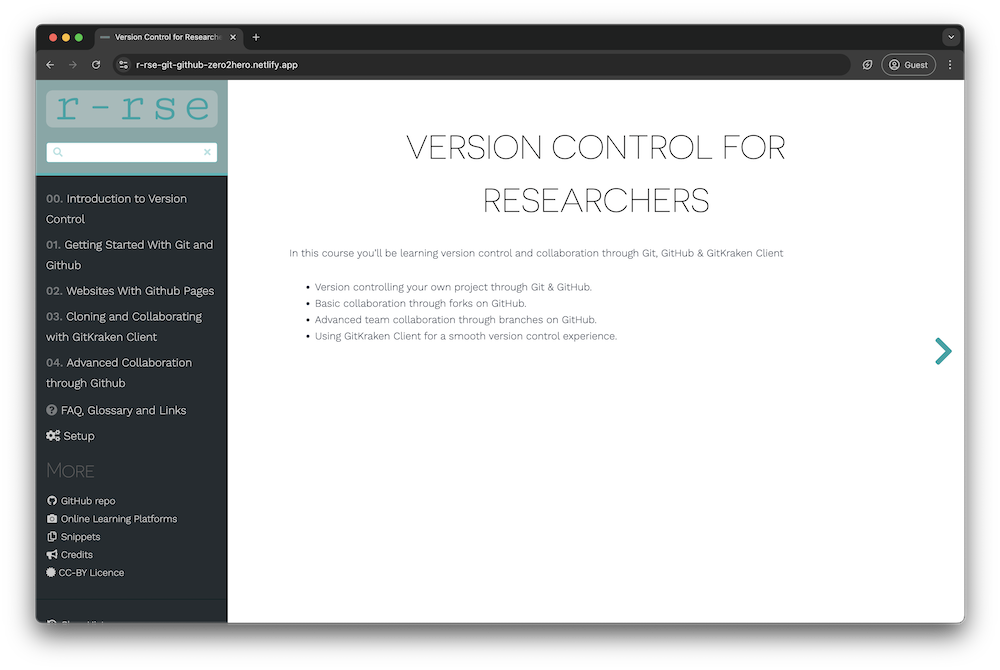 Version Control for Research
r-rse-git-github-zero2hero.netlify.app
Guest
r-rse
00. Introduction to Version
Control
01. Getting Started With Git and
Github
02. Websites With Github Pages
03. Cloning and Collaborating
with GitKraken Client
04. Advanced Collaboration
through Github
FAQ, Glossary and Links
Setup
More
GitHub repo
Online Learning Platforms
Snippets
Credits
CC-BY Licence
VERSION CONTROL FOR
RESEARCHERS
In this course you'll be learning version control and collaboration through Git, GitHub & GitKraken Client
• Version controlling your own project through Git & GitHub.
• Basic collaboration through forks on GitHub.
• Advanced team collaboration through branches on GitHub.
• Using GitKraken Client for a smooth version control experience.